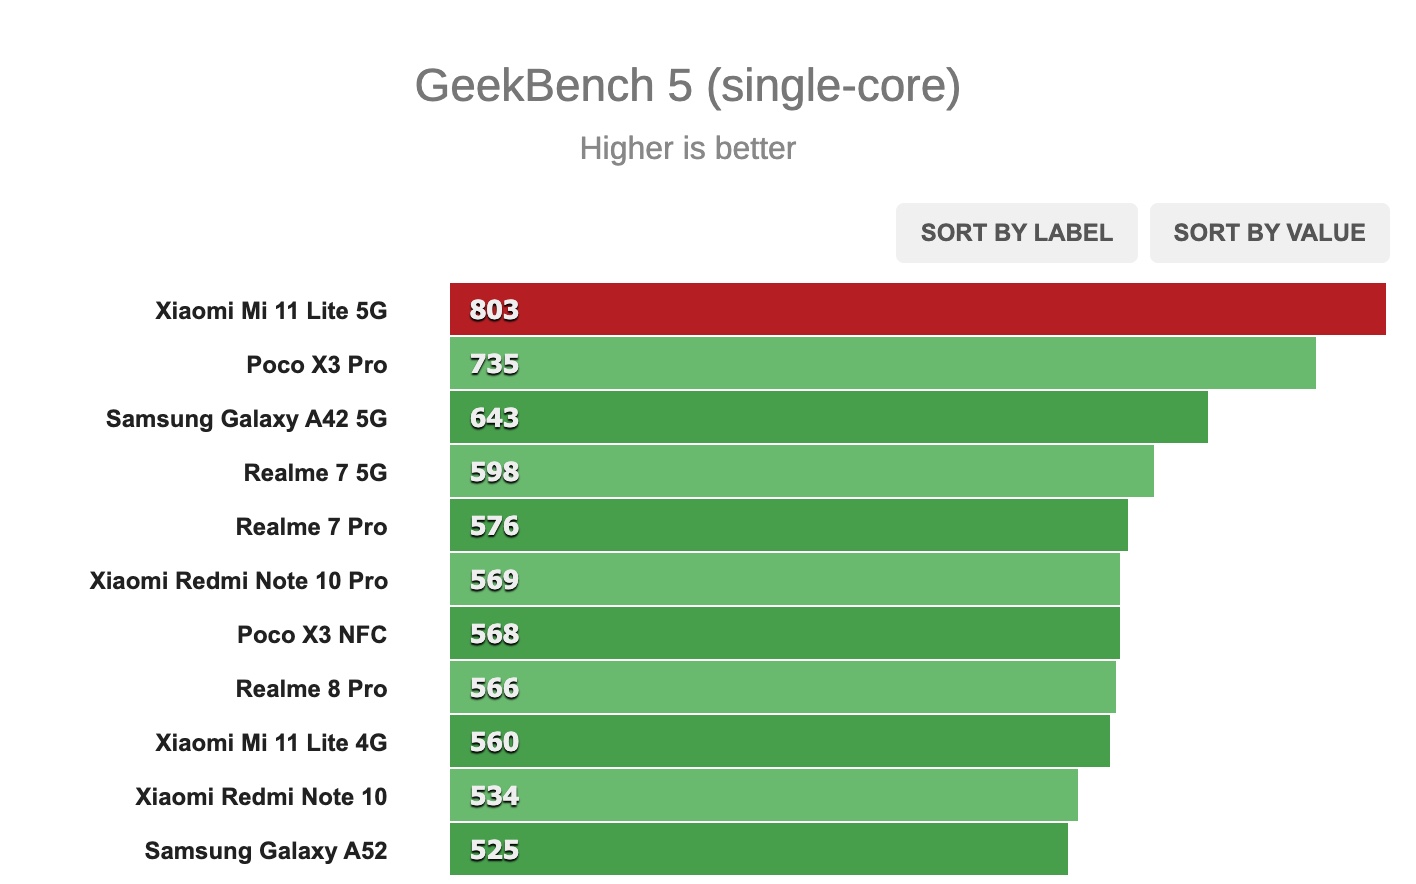 GeekBench 5 (single-core)
Higher is better
SORT BY LABEL SORT BY VALUE
Xiaomi Mi 11 Lite 5G 803
Poco X3 Pro 735
Samsung Galaxy A42 5G 643
Realme 7 5G 598
Realme 7 Pro 576
Xiaomi Redmi Note 10 Pro 569
Poco X3 NFC 568
Realme 8 Pro 566
Xiaomi Mi 11 Lite 4G 560
Xiaomi Redmi Note 10 534
Samsung Galaxy A52 525